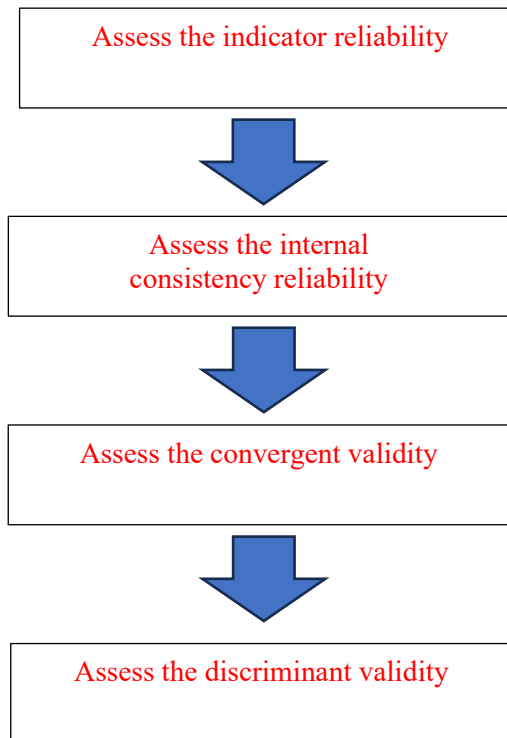 Assess the indicator reliability
Assess the internal
consistency reliability
Assess the convergent validity
Assess the discriminant validity